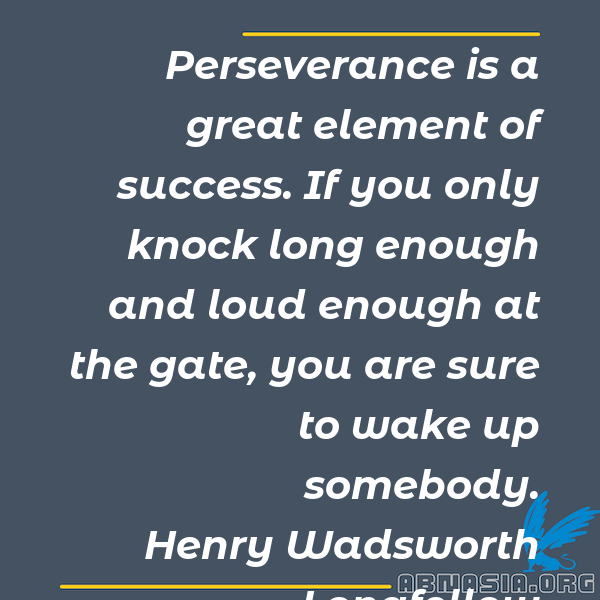 Perseverance is a
great element of
success. If you only
knock long enough
and loud enough at
the gate, you are sure
to wake up
somebody.
Henry Wadsworth
Longfellow
ABMASIA.ORG